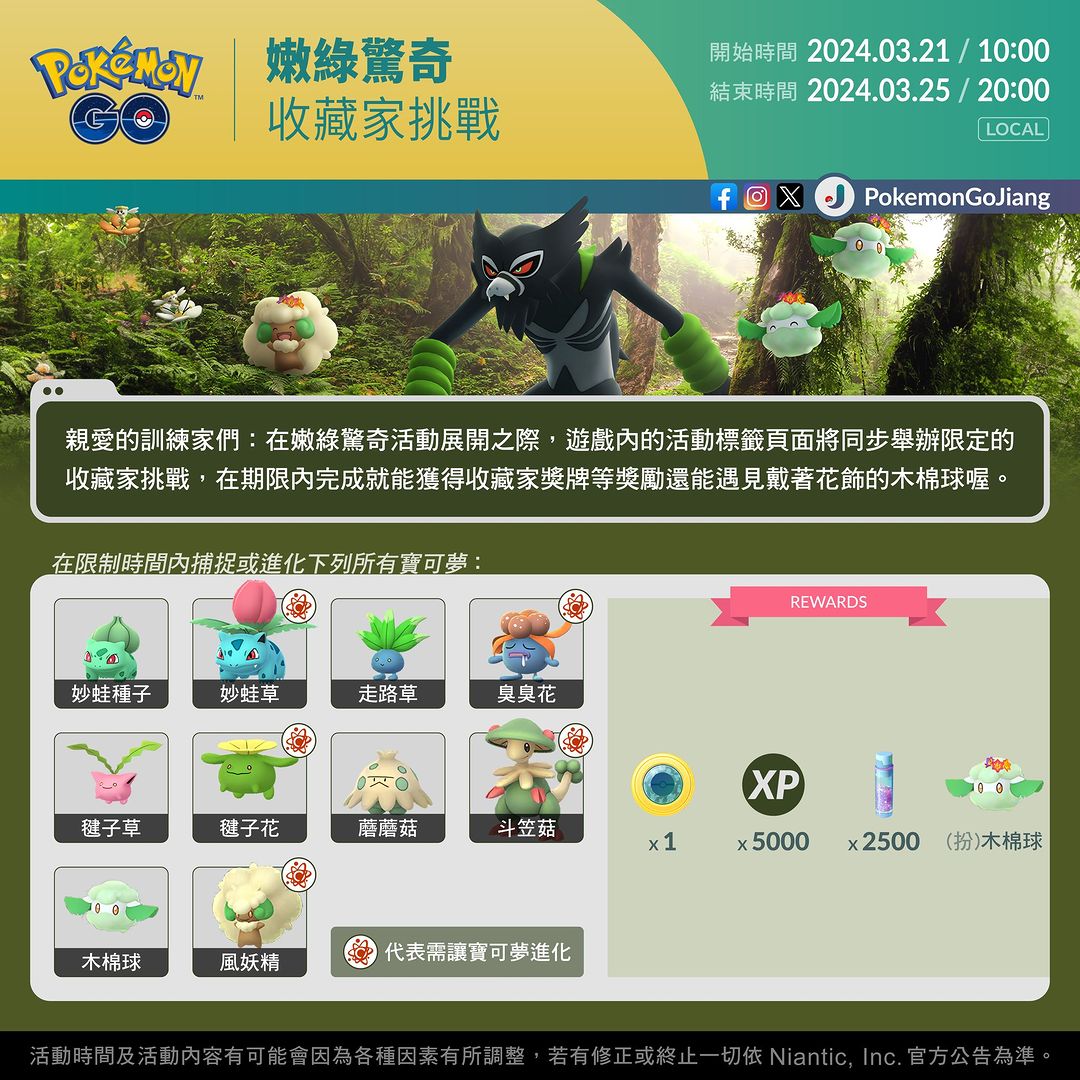 POKéMON
GO
TM
嫩綠驚奇
收藏家挑戰
開始時間 2024.03.21 / 10:00
結束時間 2024.03.25 / 20:00
LOCAL
PokemonGoJiang
親愛的訓練家們：在嫩綠驚奇活動展開之際，遊戲內的活動標籤頁面將同步舉辦限定的
收藏家挑戰，在期限內完成就能獲得收藏家獎牌等獎勵還能遇見戴著花飾的木棉球喔。
在限制時間內捕捉或進化下列所有寶可夢：
妙蛙種子
妙蛙草
走路草
臭臭花
毽子草
毽子花
蘑蘑菇
斗笠菇
木棉球
風妖精
代表需讓寶可夢進化
REWARDS
XP
x 1
x 5000
x 2500
(扮)木棉球
活動時間及活動內容有可能會因為各種因素有所調整，若有修正或終止一切依 Niantic, Inc. 官方公告為準。